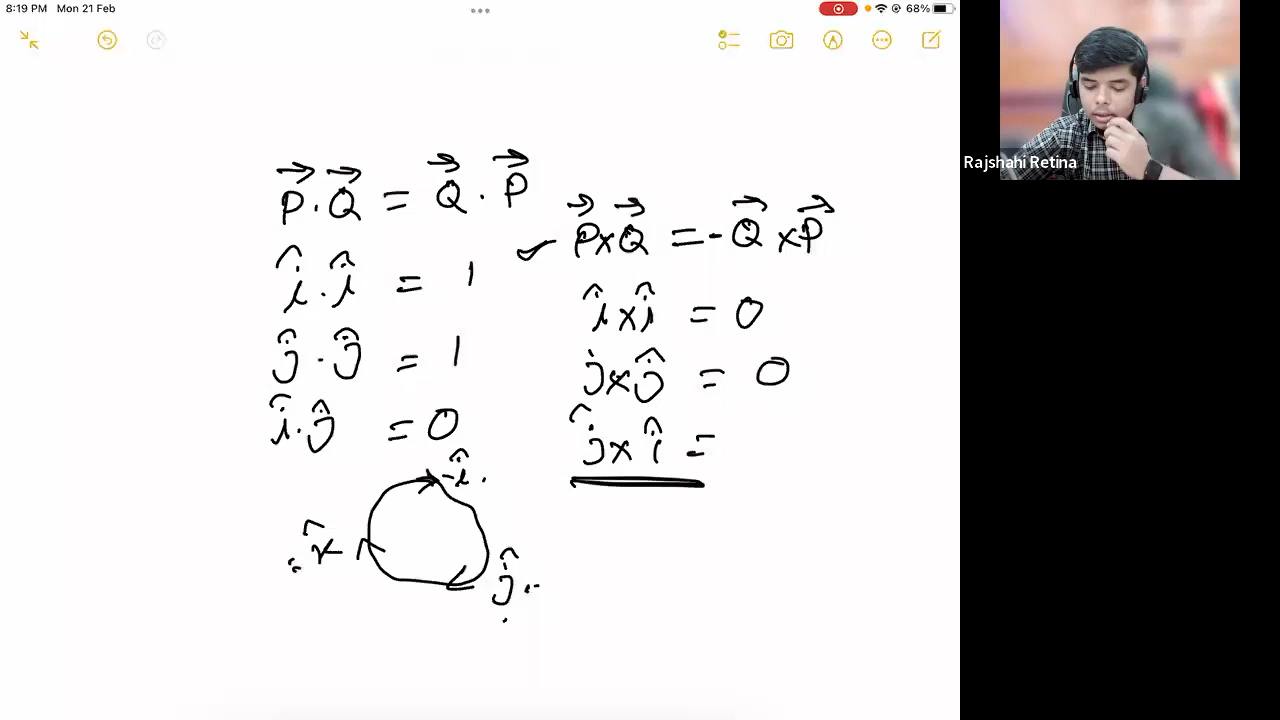 8:19 PM Mon 21 Feb
68%
Rajshahi Retina
P⃗ . Q⃗ = Q⃗ . P⃗
î . î = 1
ĵ . ĵ = 1
î . ĵ = 0
P⃗ x Q⃗ = - Q⃗ x P⃗
î x î = 0
j x ĵ = 0
ĵ x î =
î
k̂
ĵ